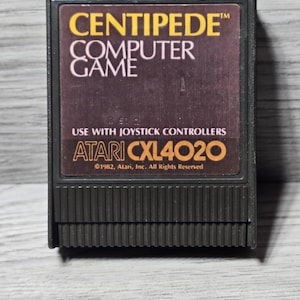 CENTIPEDE™
COMPUTER
GAME
USE WITH JOYSTICK CONTROLLERS
ATARI CXL4020
©1982, Atari, Inc. All Rights Reserved